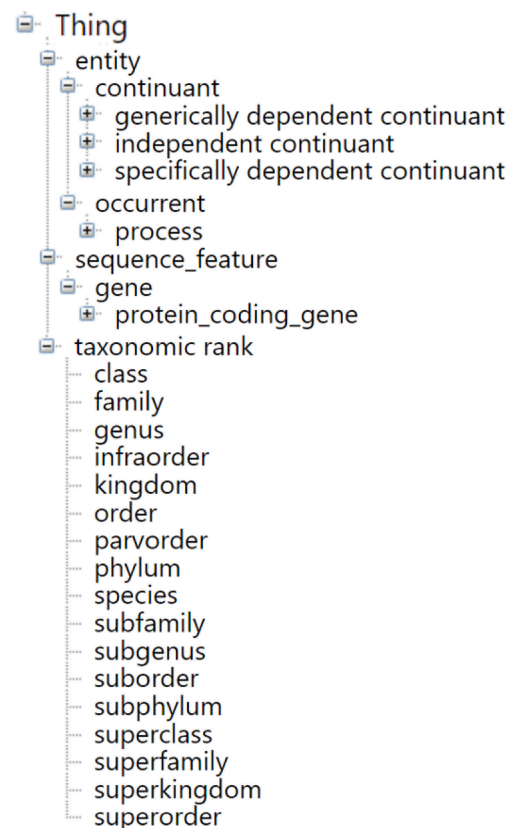 Thing
entity
continuant
generically dependent continuant
independent continuant
specifically dependent continuant
occurrent
process
sequence_feature
gene
protein_coding_gene
taxonomic rank
class
family
genus
infraorder
kingdom
order
parvorder
phylum
species
subfamily
subgenus
suborder
subphylum
superclass
superfamily
superkingdom
superorder